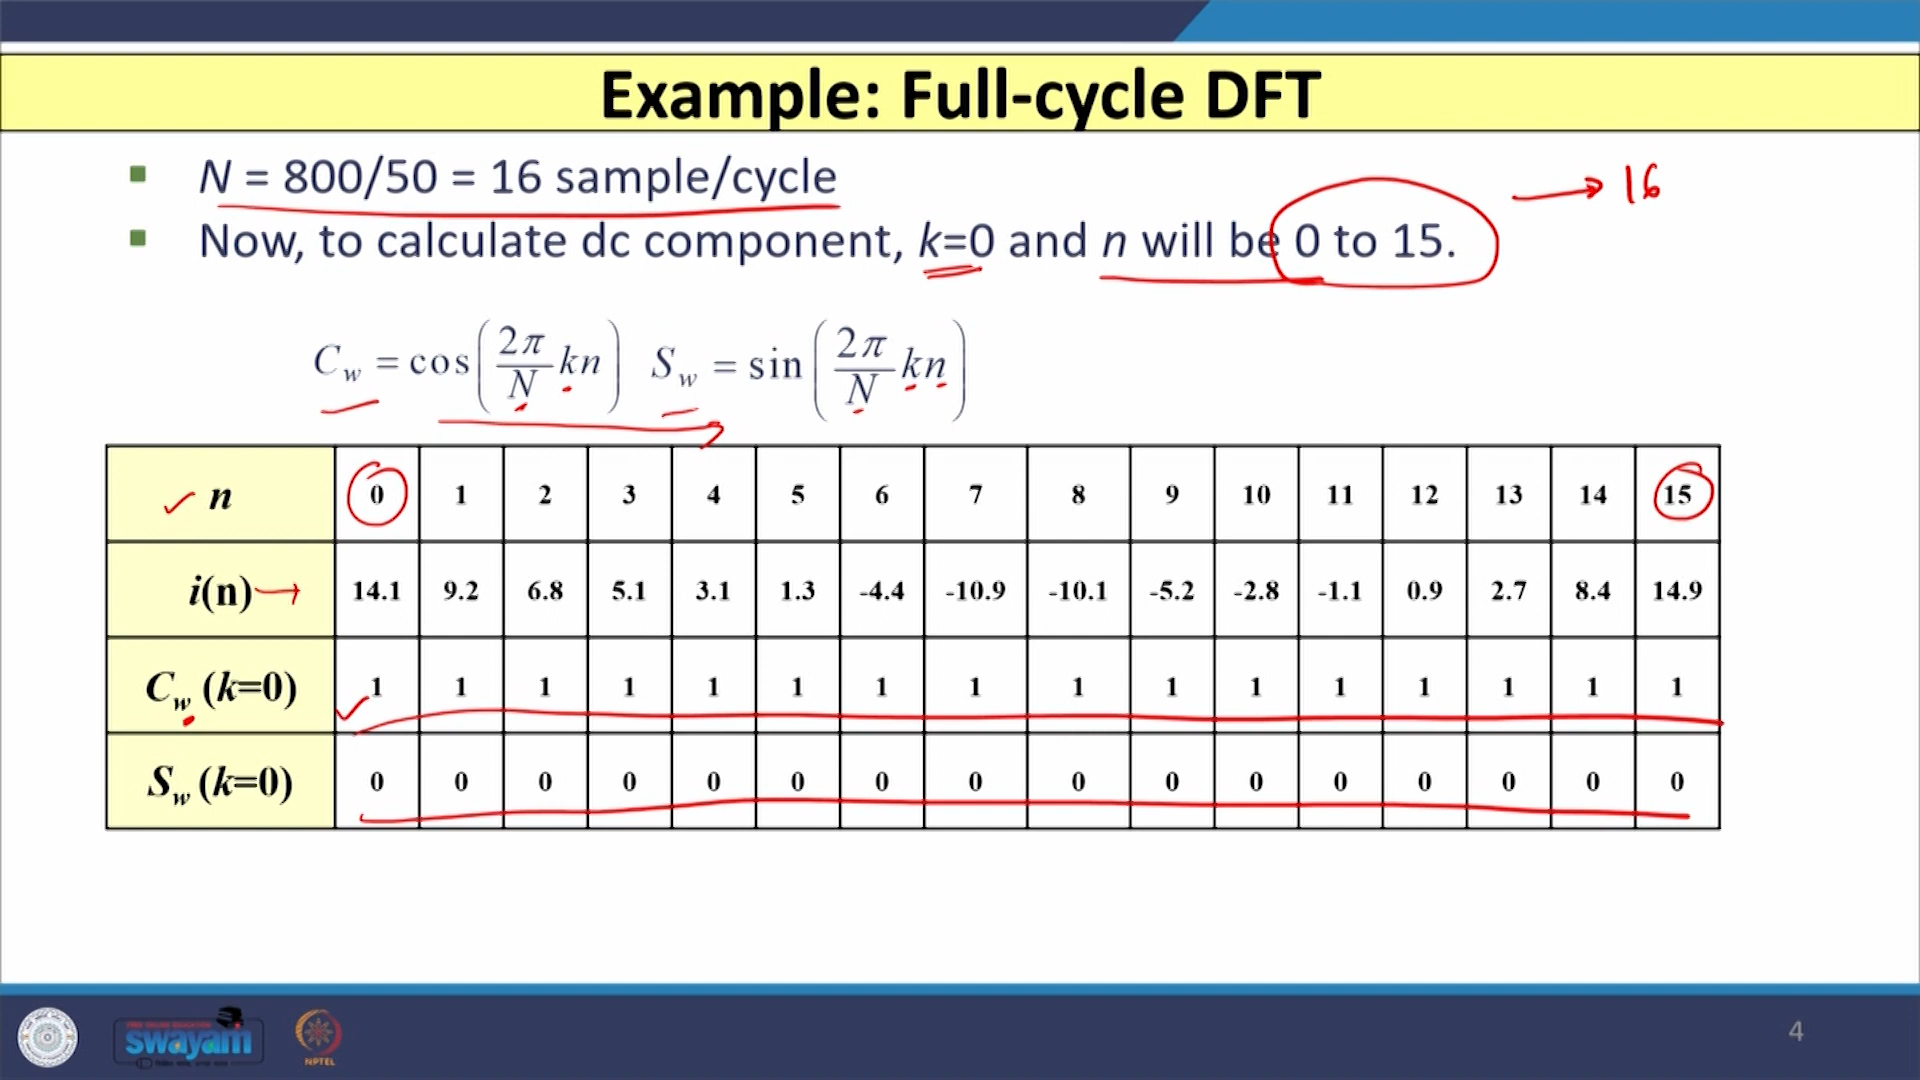 Example: Full-cycle DFT
N = 800/50 = 16 sample/cycle
→ 16
Now, to calculate dc component, k=0 and n will be 0 to 15.
C_w = cos(2π/N kn) S_w = sin(2π/N kn)
n 0 1 2 3 4 5 6 7 8 9 10 11 12 13 14 15
i(n) 14.1 9.2 6.8 5.1 3.1 1.3 -4.4 -10.9 -10.1 -5.2 -2.8 -1.1 0.9 2.7 8.4 14.9
C_w (k=0) 1 1 1 1 1 1 1 1 1 1 1 1 1 1 1 1
S_w (k=0) 0 0 0 0 0 0 0 0 0 0 0 0 0 0 0 0
swayam
NPTEL
4